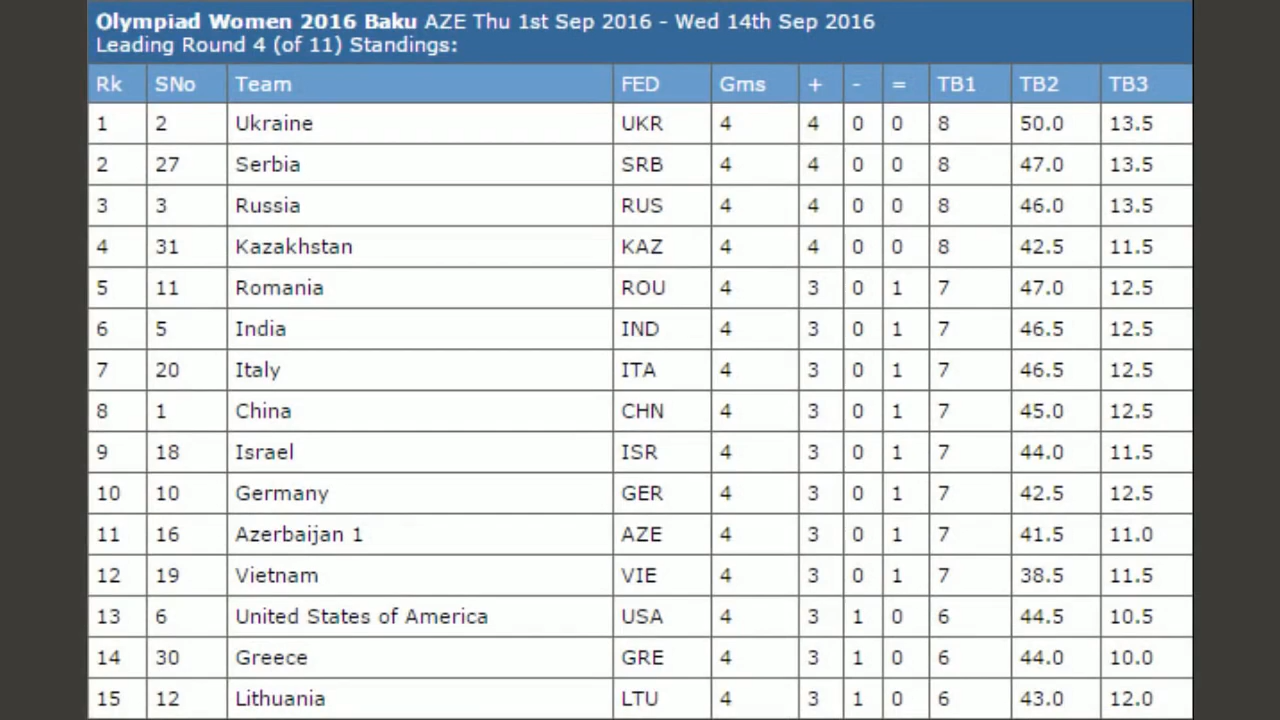 Olympiad Women 2016 Baku AZE Thu 1st Sep 2016 - Wed 14th Sep 2016
Leading Round 4 (of 11) Standings:
Rk SNo Team FED Gms + - = TB1 TB2 TB3
1 2 Ukraine UKR 4 4 0 0 8 50.0 13.5
2 27 Serbia SRB 4 4 0 0 8 47.0 13.5
3 3 Russia RUS 4 4 0 0 8 46.0 13.5
4 31 Kazakhstan KAZ 4 4 0 0 8 42.5 11.5
5 11 Romania ROU 4 3 0 1 7 47.0 12.5
6 5 India IND 4 3 0 1 7 46.5 12.5
7 20 Italy ITA 4 3 0 1 7 46.5 12.5
8 1 China CHN 4 3 0 1 7 45.0 12.5
9 18 Israel ISR 4 3 0 1 7 44.0 11.5
10 10 Germany GER 4 3 0 1 7 42.5 12.5
11 16 Azerbaijan 1 AZE 4 3 0 1 7 41.5 11.0
12 19 Vietnam VIE 4 3 0 1 7 38.5 11.5
13 6 United States of America USA 4 3 1 0 6 44.5 10.5
14 30 Greece GRE 4 3 1 0 6 44.0 10.0
15 12 Lithuania LTU 4 3 1 0 6 43.0 12.0